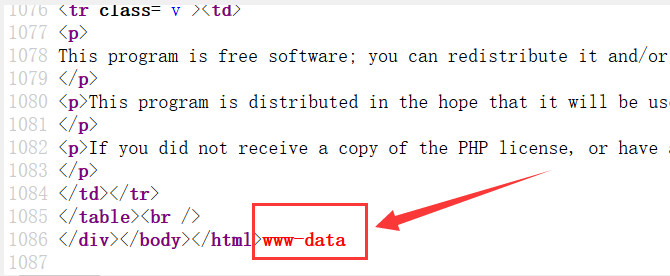 1076 <tr class="v"><td>
1077 <p>
1078 This program is free software; you can redistribute it and/or
1079 </p>
1080 <p>This program is distributed in the hope that it will be
1081 </p>
1082 <p>If you did not receive a copy of the PHP license, or have
1083 </p>
1084 </td></tr>
1085 </table><br />
1086 </div></body></html>www-data
1087